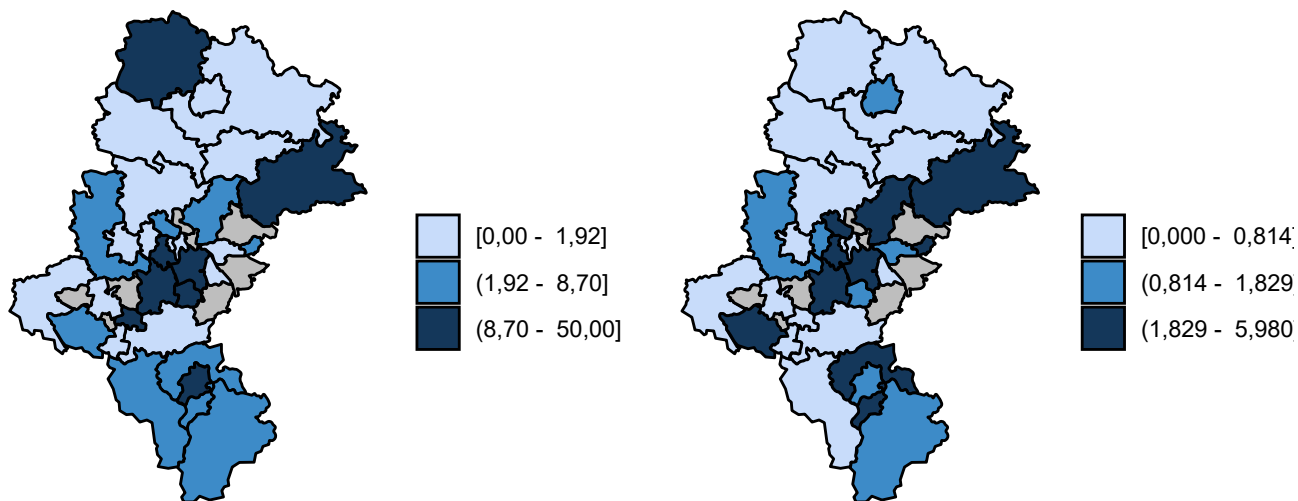 [0,00 - 1,92]
(1,92 - 8,70]
(8,70 - 50,00]
[0,000 - 0,814]
(0,814 - 1,829]
(1,829 - 5,980]